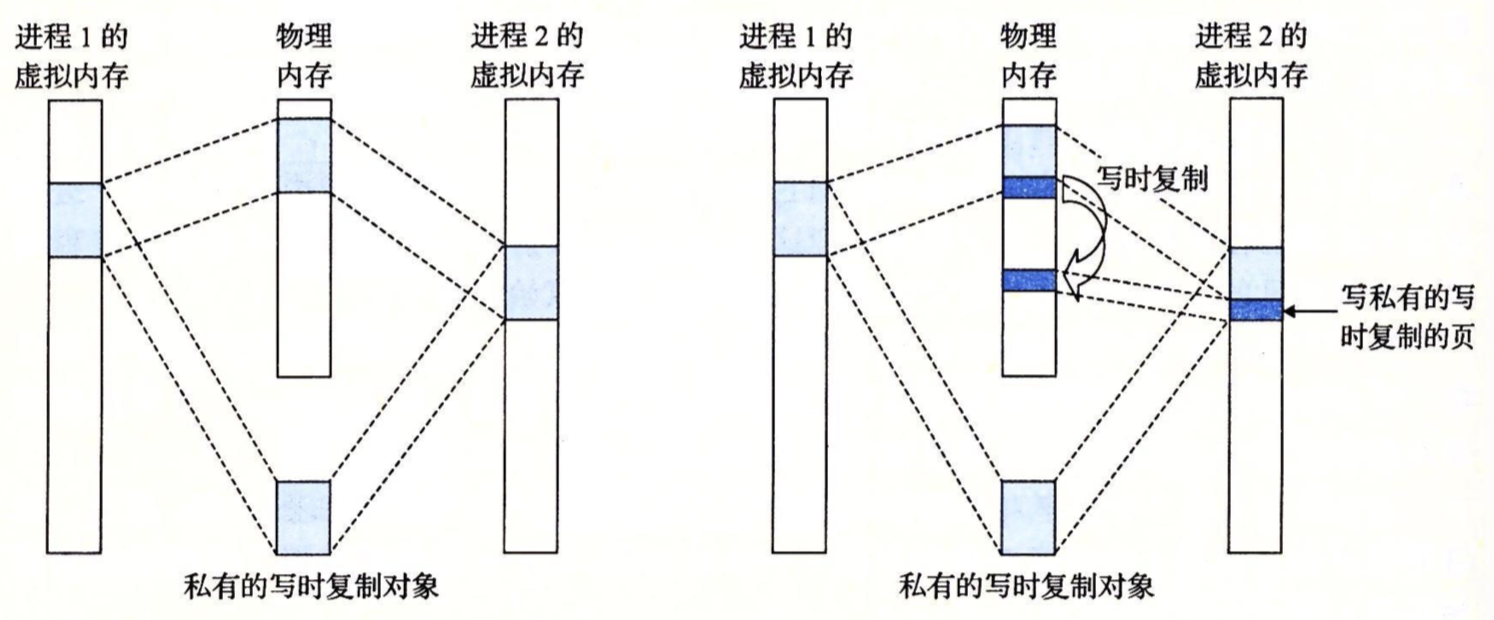 进程 1 的
虚拟内存
物理
内存
进程 2 的
虚拟内存
私有的写时复制对象
进程 1 的
虚拟内存
物理
内存
进程 2 的
虚拟内存
写时复制
写私有的写
时复制的页
私有的写时复制对象